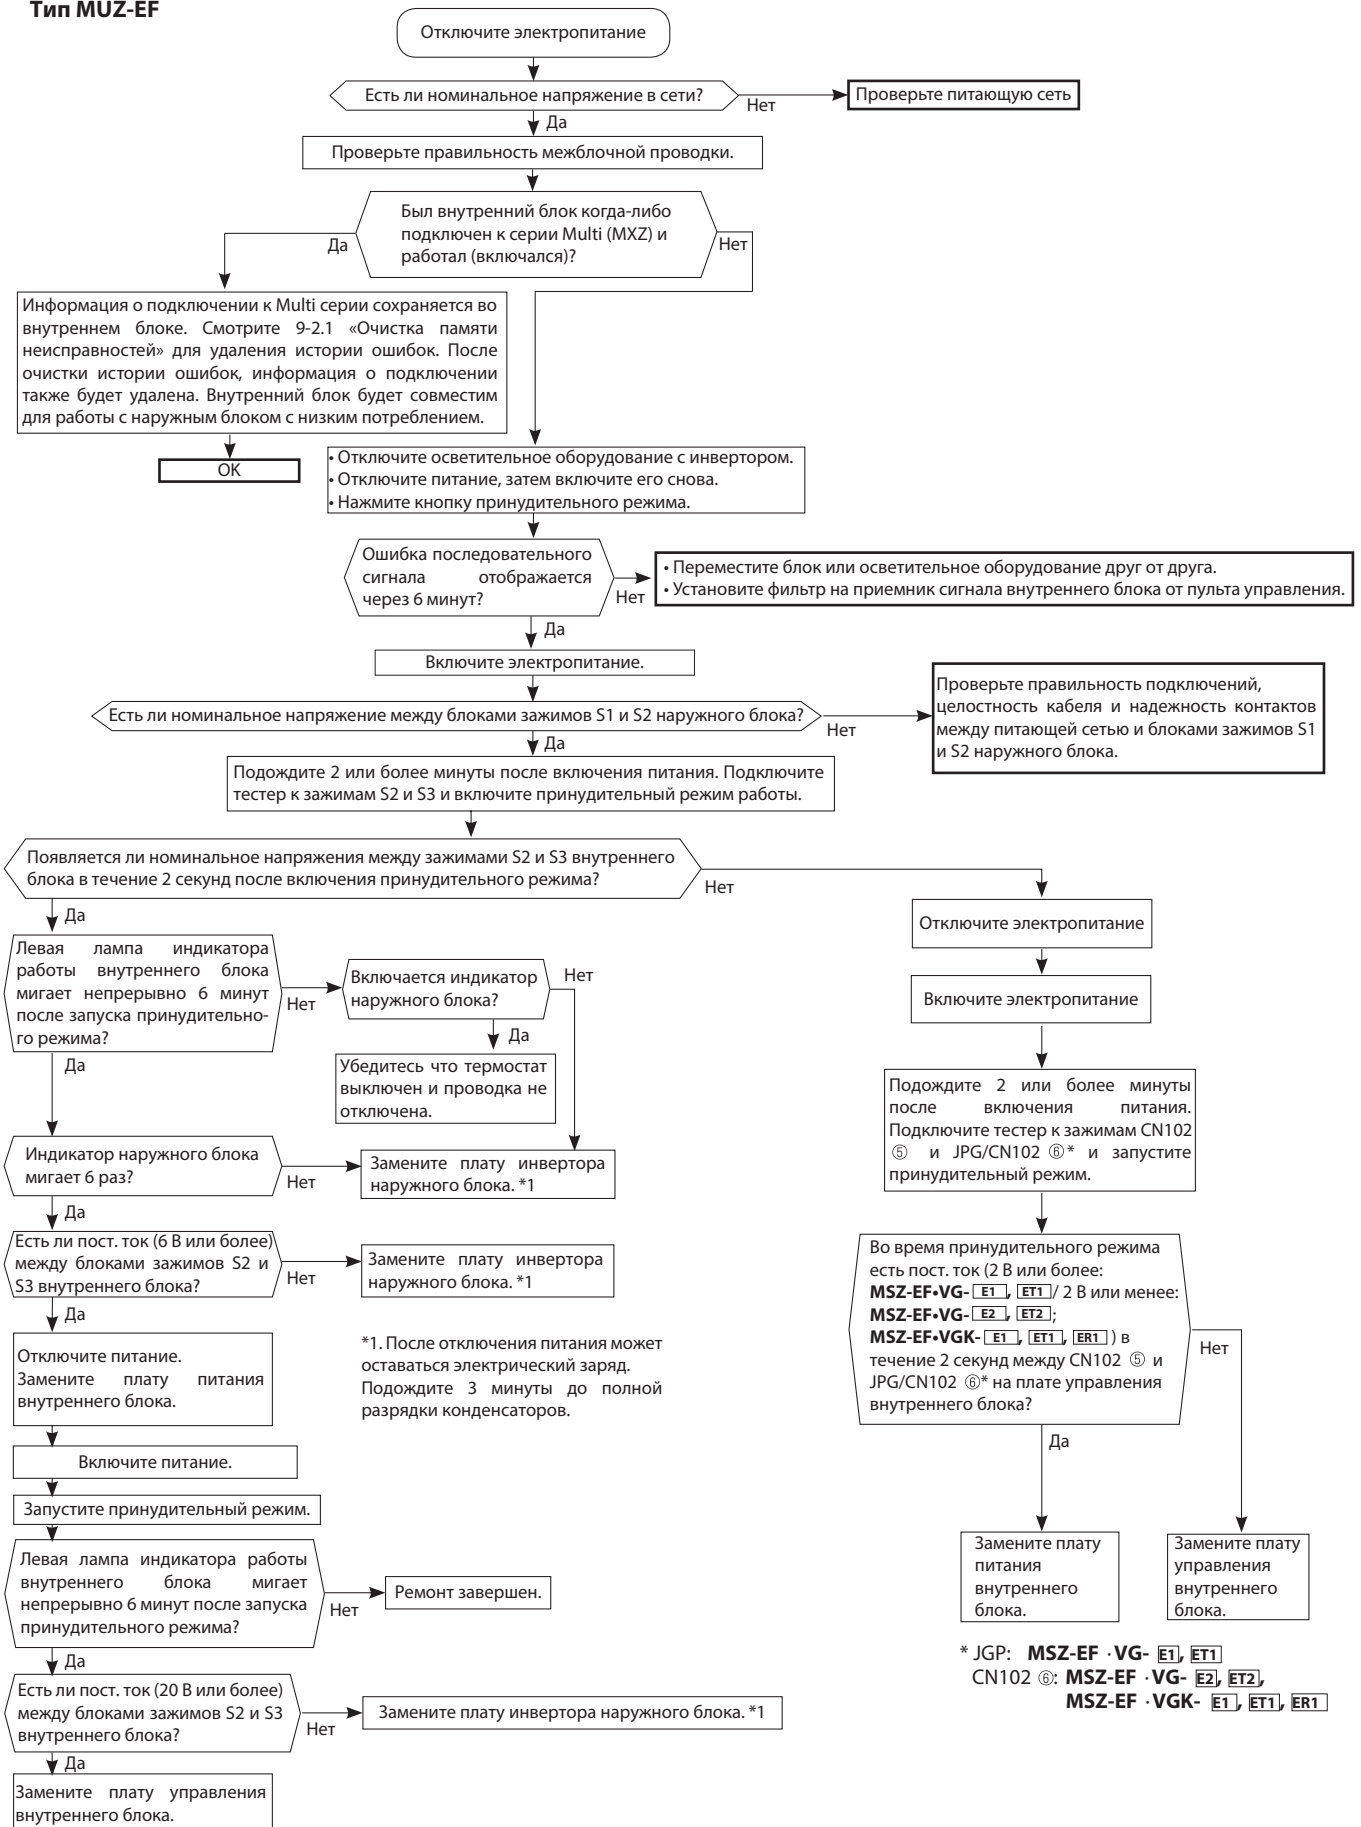 Тип MUZ-EF
Отключите электропитание
Есть ли номинальное напряжение в сети?
Нет
Проверьте питающую сеть
Да
Проверьте правильность межблочной проводки.
Был внутренний блок когда-либо
подключен к серии Multi (MXZ) и
работал (включался)?
Да
Нет
Информация о подключении к Multi серии сохраняется во
внутреннем блоке. Смотрите 9-2.1 «Очистка памяти
неисправностей» для удаления истории ошибок. После
очистки истории ошибок, информация о подключении
также будет удалена. Внутренний блок будет совместим
для работы с наружным блоком с низким потреблением.
OK
• Отключите осветительное оборудование с инвертором.
• Отключите питание, затем включите его снова.
• Нажмите кнопку принудительного режима.
Ошибка последовательного
сигнала отображается
через 6 минут?
Нет
• Переместите блок или осветительное оборудование друг от друга.
• Установите фильтр на приемник сигнала внутреннего блока от пульта управления.
Да
Включите электропитание.
Есть ли номинальное напряжение между блоками зажимов S1 и S2 наружного блока?
Нет
Проверьте правильность подключений,
целостность кабеля и надежность контактов
между питающей сетью и блоками зажимов S1
и S2 наружного блока.
Да
Подождите 2 или более минуты после включения питания. Подключите
тестер к зажимам S2 и S3 и включите принудительный режим работы.
Появляется ли номинальное напряжения между зажимами S2 и S3 внутреннего
блока в течение 2 секунд после включения принудительного режима?
Нет
Да
Левая лампа индикатора
работы внутреннего блока
мигает непрерывно 6 минут
после запуска принудительно-
го режима?
Нет
Включается индикатор
наружного блока?
Нет
Да
Убедитесь что термостат
выключен и проводка не
отключена.
Да
Индикатор наружного блока
мигает 6 раз?
Нет
Замените плату инвертора
наружного блока. *1
Да
Есть ли пост. ток (6 В или более)
между блоками зажимов S2 и
S3 внутреннего блока?
Нет
Замените плату инвертора
наружного блока. *1
Да
Отключите питание.
Замените плату питания
внутреннего блока.
*1. После отключения питания может
оставаться электрический заряд.
Подождите 3 минуты до полной
разрядки конденсаторов.
Включите питание.
Запустите принудительный режим.
Левая лампа индикатора работы
внутреннего блока мигает
непрерывно 6 минут после запуска
принудительного режима?
Нет
Ремонт завершен.
Да
Есть ли пост. ток (20 В или более)
между блоками зажимов S2 и S3
внутреннего блока?
Нет
Замените плату инвертора наружного блока. *1
Да
Замените плату управления
внутреннего блока.
Отключите электропитание
Включите электропитание
Подождите 2 или более минуты
после включения питания.
Подключите тестер к зажимам CN102
⑤ и JPG/CN102 ⑥* и запустите
принудительный режим.
Во время принудительного режима
есть пост. ток (2 В или более:
MSZ-EF•VG- E1 , ET1 / 2 В или менее:
MSZ-EF•VG- E2 , ET2 ;
MSZ-EF•VGK- E1 , ET1 , ER1 ) в
течение 2 секунд между CN102 ⑤ и
JPG/CN102 ⑥* на плате управления
внутреннего блока?
Нет
Да
Замените плату
питания
внутреннего
блока.
Замените плату
управления
внутреннего
блока.
* JGP: MSZ-EF ·VG- E1, ET1
CN102 ⑥: MSZ-EF ·VG- E2, ET2,
MSZ-EF ·VGK- E1 , ET1 , ER1